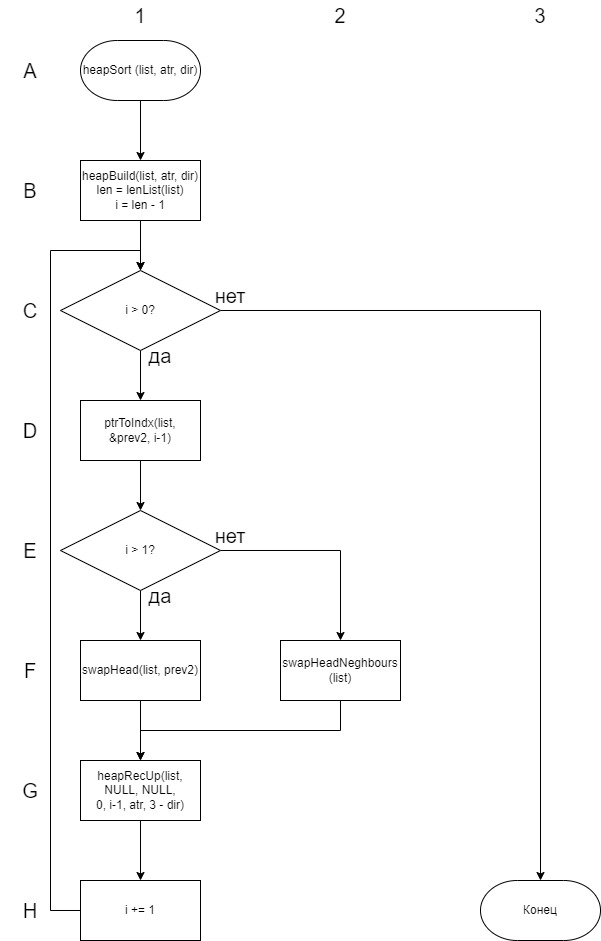 1 2 3
A
heapSort (list, atr, dir)
B
heapBuild(list, atr, dir)
len = lenList(list)
i = len - 1
C
i > 0?
нет
да
D
ptrToIndx(list,
&prev2, i-1)
E
i > 1?
нет
да
F
swapHead(list, prev2)
swapHeadNeghbours
(list)
G
heapRecUp(list,
NULL, NULL,
0, i-1, atr, 3 - dir)
H
i += 1
Конец